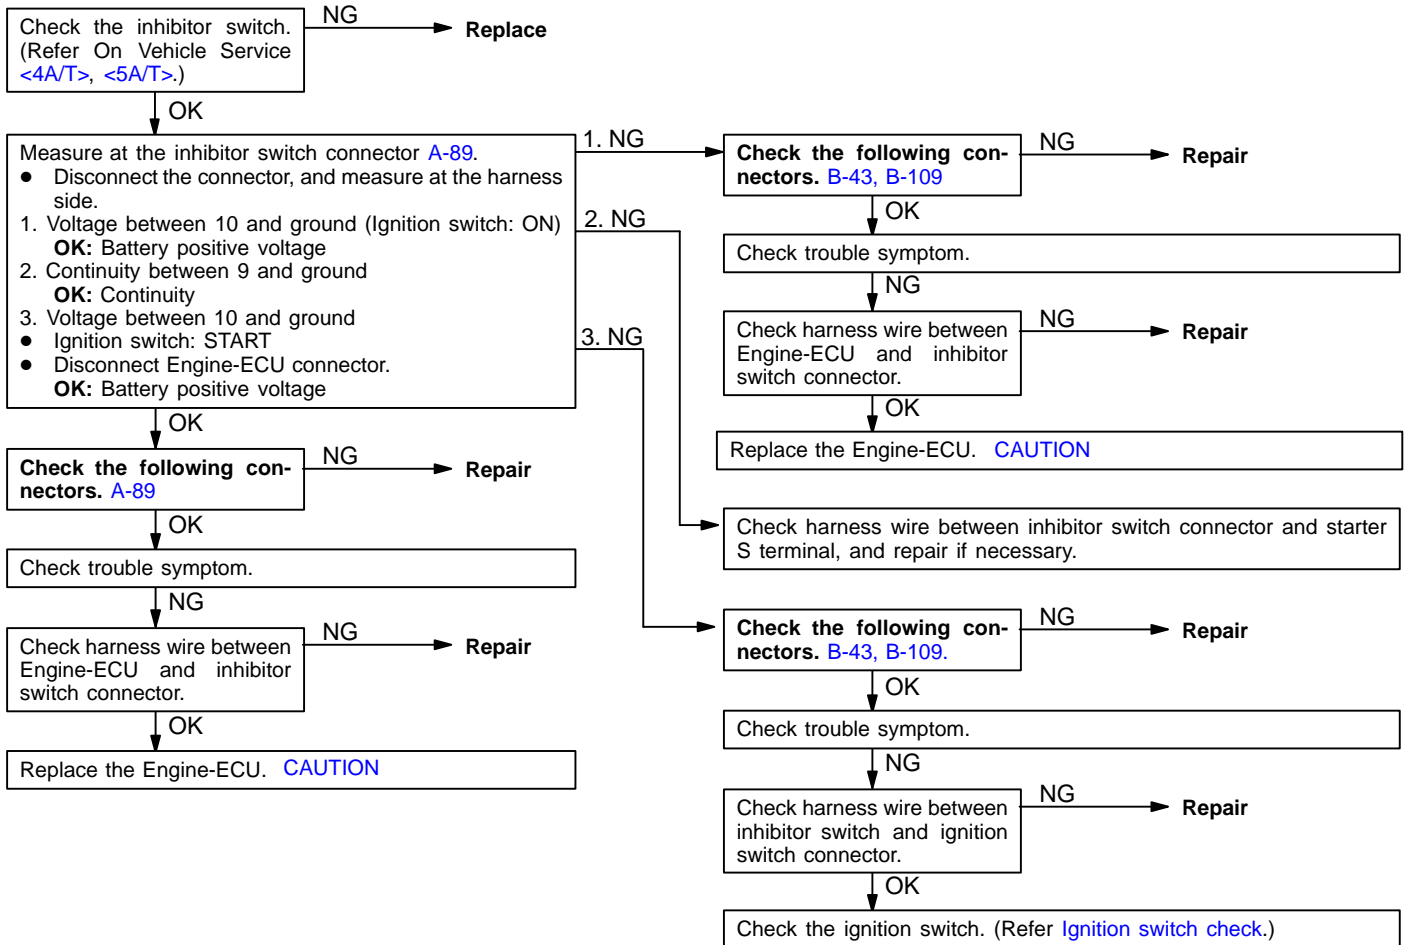 Check the inhibitor switch.
(Refer On Vehicle Service
<4A/T>, <5A/T>.)
NG
Replace
OK
Measure at the inhibitor switch connector A-89.
● Disconnect the connector, and measure at the harness
side.
1. Voltage between 10 and ground (Ignition switch: ON)
OK: Battery positive voltage
2. Continuity between 9 and ground
OK: Continuity
3. Voltage between 10 and ground
● Ignition switch: START
● Disconnect Engine-ECU connector.
OK: Battery positive voltage
OK
Check the following con-
nectors. A-89
NG
Repair
OK
Check trouble symptom.
NG
Check harness wire between
Engine-ECU and inhibitor
switch connector.
NG
Repair
OK
Replace the Engine-ECU. CAUTION
1. NG
Check the following con-
nectors. B-43, B-109
NG
Repair
OK
Check trouble symptom.
NG
Check harness wire between
Engine-ECU and inhibitor
switch connector.
NG
Repair
OK
Replace the Engine-ECU. CAUTION
2. NG
Check harness wire between inhibitor switch connector and starter
S terminal, and repair if necessary.
3. NG
Check the following con-
nectors. B-43, B-109.
NG
Repair
OK
Check trouble symptom.
NG
Check harness wire between
inhibitor switch and ignition
switch connector.
NG
Repair
OK
Check the ignition switch. (Refer Ignition switch check.)